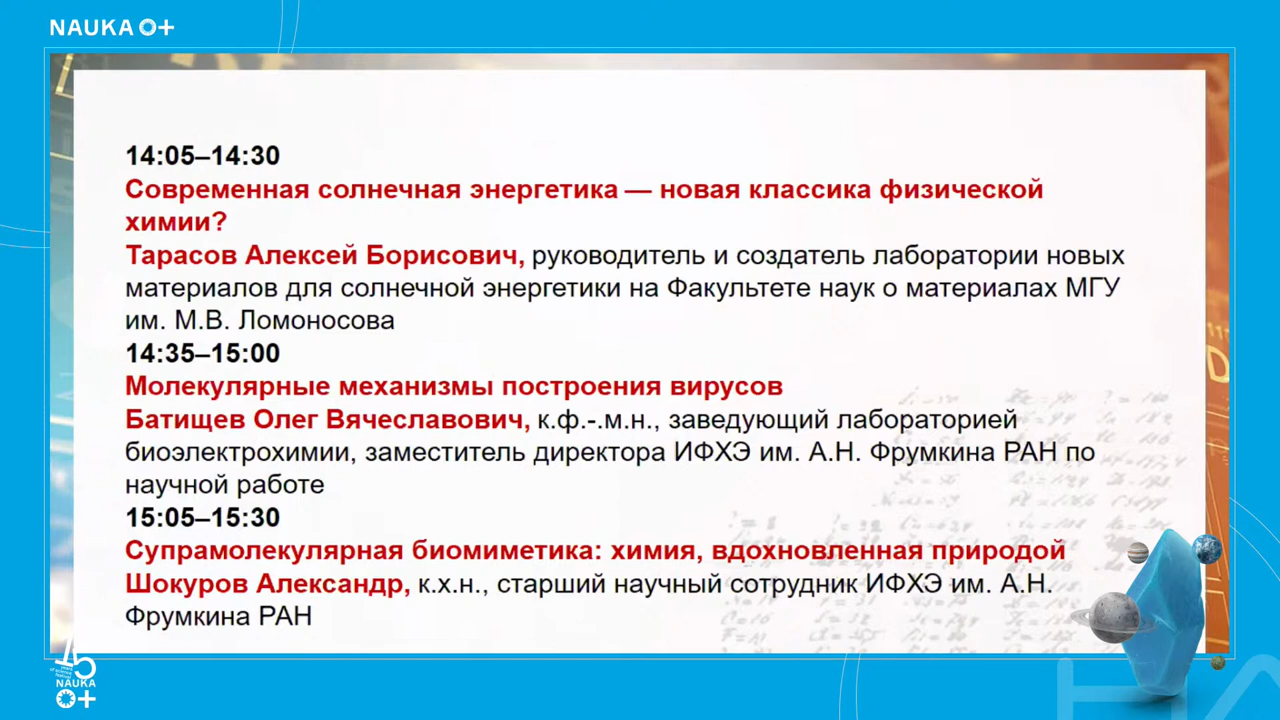 NAUKA 0+
14:05–14:30
Современная солнечная энергетика — новая классика физической
химии?
Тарасов Алексей Борисович, руководитель и создатель лаборатории новых
материалов для солнечной энергетики на Факультете наук о материалах МГУ
им. М.В. Ломоносова
14:35–15:00
Молекулярные механизмы построения вирусов
Батищев Олег Вячеславович, к.ф.-.м.н., заведующий лабораторией
биоэлектрохимии, заместитель директора ИФХЭ им. А.Н. Фрумкина РАН по
научной работе
15:05–15:30
Супрамолекулярная биомиметика: химия, вдохновленная природой
Шокуров Александр, к.х.н., старший научный сотрудник ИФХЭ им. А.Н.
Фрумкина РАН
15
NAUKA
0+